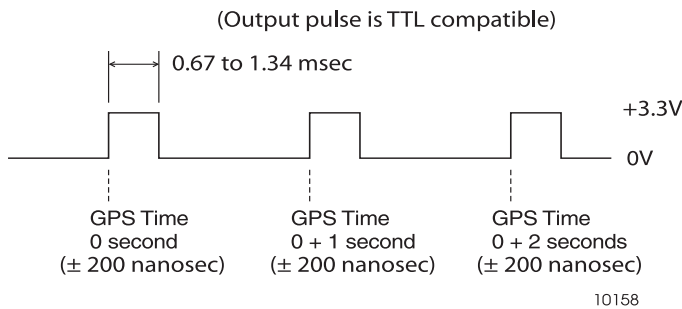 (Output pulse is TTL compatible)
0.67 to 1.34 msec
+3.3V
0V
GPS Time
0 second
(± 200 nanosec)
GPS Time
0 + 1 second
(± 200 nanosec)
GPS Time
0 + 2 seconds
(± 200 nanosec)
10158